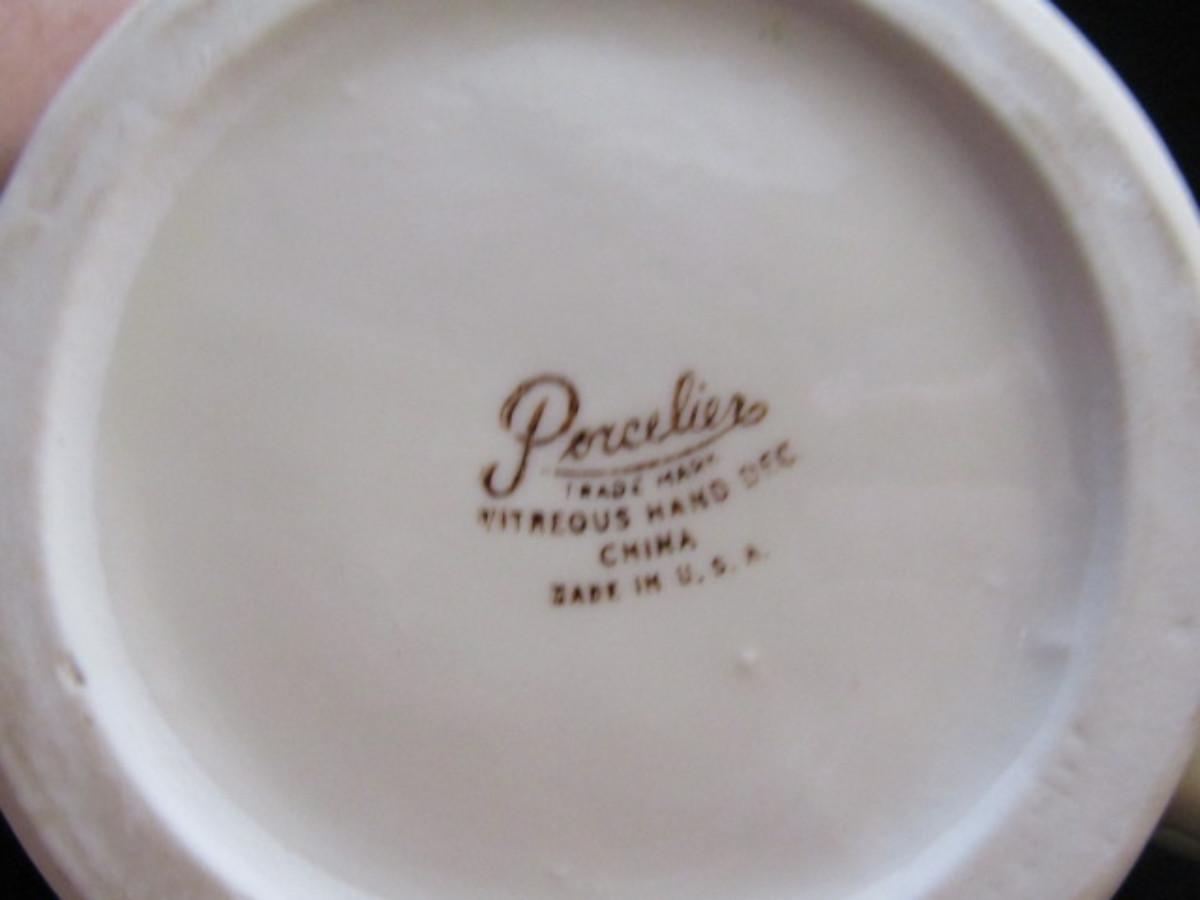 Porcelier
TRADE MARK
VITREOUS HAND DEC.
CHINA
MADE IN U.S.A.